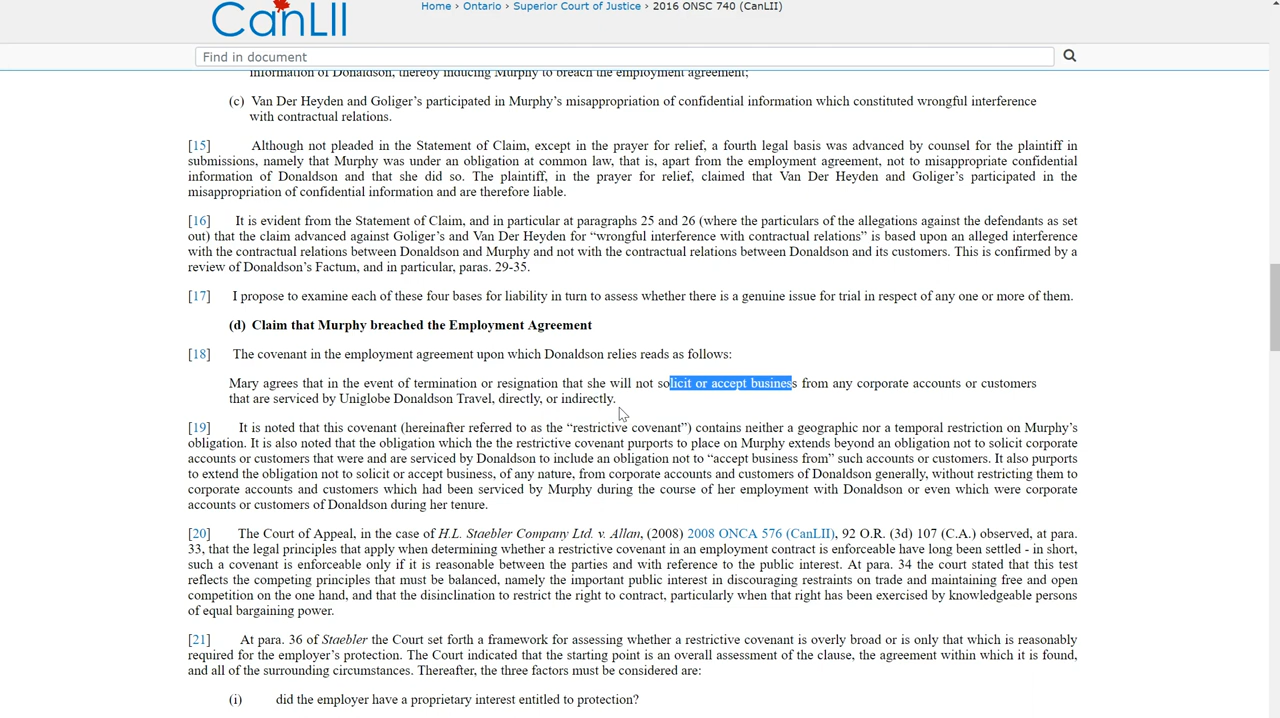 CanLII
Home › Ontario › Superior Court of Justice › 2016 ONSC 740 (CanLII)
Find in document
information of Donaldson, thereby inducing Murphy to breach the employment agreement;
(c) Van Der Heyden and Goliger’s participated in Murphy’s misappropriation of confidential information which constituted wrongful interference
with contractual relations.
[15] Although not pleaded in the Statement of Claim, except in the prayer for relief, a fourth legal basis was advanced by counsel for the plaintiff in
submissions, namely that Murphy was under an obligation at common law, that is, apart from the employment agreement, not to misappropriate confidential
information of Donaldson and that she did so. The plaintiff, in the prayer for relief, claimed that Van Der Heyden and Goliger’s participated in the
misappropriation of confidential information and are therefore liable.
[16] It is evident from the Statement of Claim, and in particular at paragraphs 25 and 26 (where the particulars of the allegations against the defendants as set
out) that the claim advanced against Goliger’s and Van Der Heyden for “wrongful interference with contractual relations” is based upon an alleged interference
with the contractual relations between Donaldson and Murphy and not with the contractual relations between Donaldson and its customers. This is confirmed by a
review of Donaldson’s Factum, and in particular, paras. 29-35.
[17] I propose to examine each of these four bases for liability in turn to assess whether there is a genuine issue for trial in respect of any one or more of them.
(d) Claim that Murphy breached the Employment Agreement
[18] The covenant in the employment agreement upon which Donaldson relies reads as follows:
Mary agrees that in the event of termination or resignation that she will not solicit or accept business from any corporate accounts or customers
that are serviced by Uniglobe Donaldson Travel, directly, or indirectly.
[19] It is noted that this covenant (hereinafter referred to as the “restrictive covenant”) contains neither a geographic nor a temporal restriction on Murphy’s
obligation. It is also noted that the obligation which the the restrictive covenant purports to place on Murphy extends beyond an obligation not to solicit corporate
accounts or customers that were and are serviced by Donaldson to include an obligation not to “accept business from” such accounts or customers. It also purports
to extend the obligation not to solicit or accept business, of any nature, from corporate accounts and customers of Donaldson generally, without restricting them to
corporate accounts and customers which had been serviced by Murphy during the course of her employment with Donaldson or even which were corporate
accounts or customers of Donaldson during her tenure.
[20] The Court of Appeal, in the case of H.L. Staebler Company Ltd. v. Allan, (2008) 2008 ONCA 576 (CanLII), 92 O.R. (3d) 107 (C.A.) observed, at para.
33, that the legal principles that apply when determining whether a restrictive covenant in an employment contract is enforceable have long been settled - in short,
such a covenant is enforceable only if it is reasonable between the parties and with reference to the public interest. At para. 34 the court stated that this test
reflects the competing principles that must be balanced, namely the important public interest in discouraging restraints on trade and maintaining free and open
competition on the one hand, and that the disinclination to restrict the right to contract, particularly when that right has been exercised by knowledgeable persons
of equal bargaining power.
[21] At para. 36 of Staebler the Court set forth a framework for assessing whether a restrictive covenant is overly broad or is only that which is reasonably
required for the employer’s protection. The Court indicated that the starting point is an overall assessment of the clause, the agreement within which it is found,
and all of the surrounding circumstances. Thereafter, the three factors must be considered are:
(i) did the employer have a proprietary interest entitled to protection?